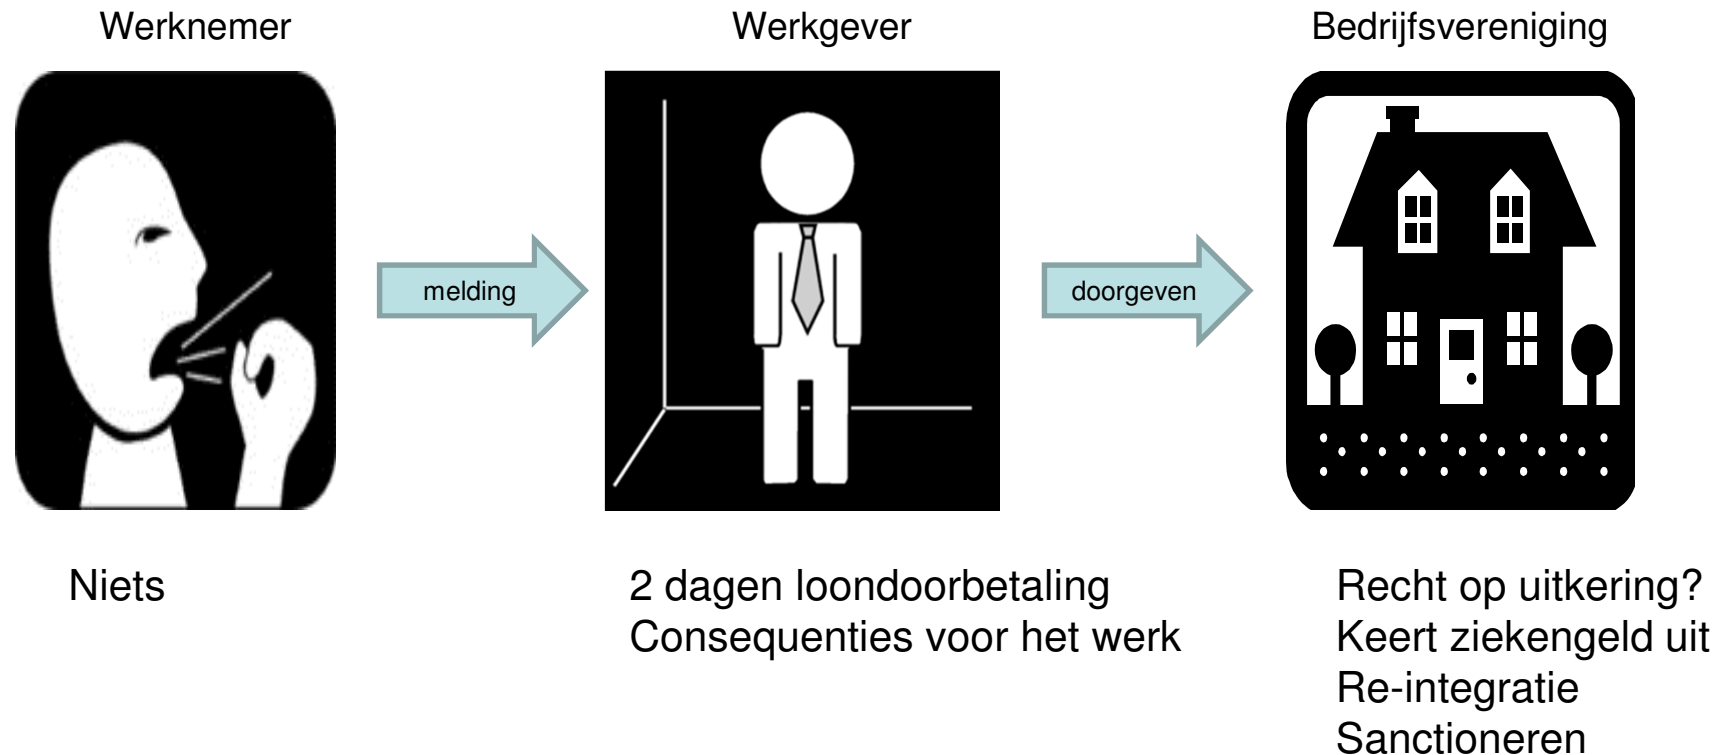 Werknemer
Werkgever
Bedrijfsvereniging
melding
doorgeven
Niets
2 dagen loondoorbetaling
Consequenties voor het werk
Recht op uitkering?
Keert ziekengeld uit
Re-integratie
Sanctioneren